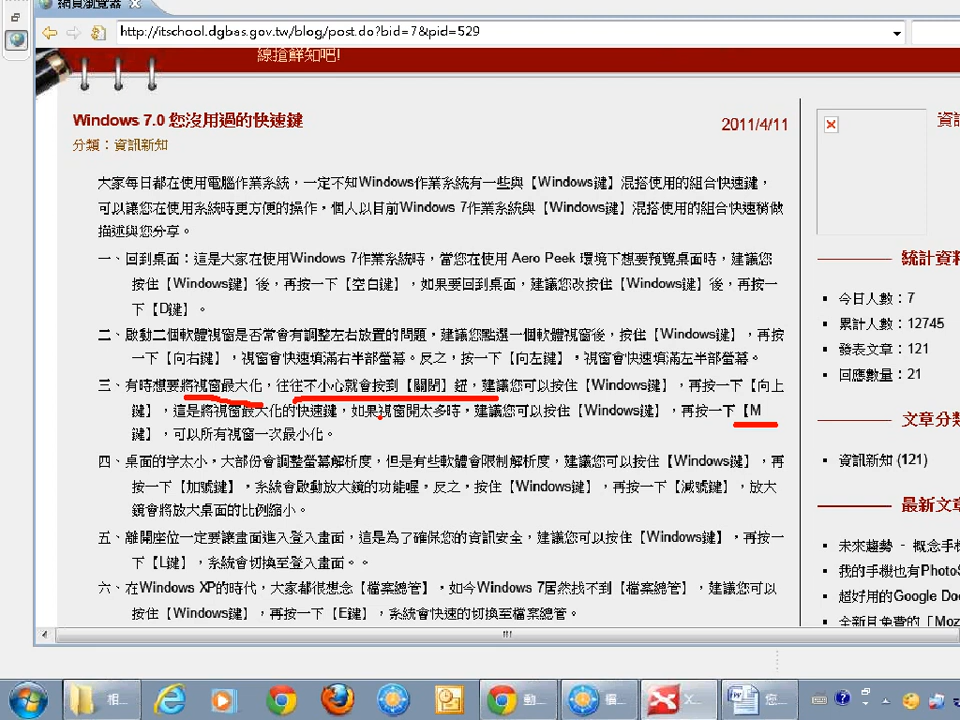 網頁瀏覽器
http://itschool.dgbas.gov.tw/blog/post.do?bid=7&pid=529
線搶鮮知吧!
Windows 7.0 您沒用過的快速鍵
2011/4/11
分類：資訊新知
大家每日都在使用電腦作業系統，一定不知Windows作業系統有一些與【Windows鍵】混搭使用的組合快速鍵，
可以讓您在使用系統時更方便的操作，個人以目前Windows 7作業系統與【Windows鍵】混搭使用的組合快速稍做
描述與您分享。
一、回到桌面：這是大家在使用Windows 7作業系統時，當您在使用 Aero Peek 環境下想要預覽桌面時，建議您
按住【Windows鍵】後，再按一下【空白鍵】，如果要回到桌面，建議您改按住【Windows鍵】後，再按一
下【D鍵】。
二、啟動二個軟體視窗是否常會有調整左右放置的問題，建議您點選一個軟體視窗後，按住【Windows鍵】，再按
一下【向右鍵】，視窗會快速填滿右半部螢幕。反之，按一下【向左鍵】，視窗會快速填滿左半部螢幕。
三、有時想要將視窗最大化，往往不小心就會按到【關閉】鈕，建議您可以按住【Windows鍵】，再按一下【向上
鍵】，這是將視窗最大化的快速鍵，如果視窗開太多時，建議您可以按住【Windows鍵】，再按一下【M
鍵】，可以所有視窗一次最小化。
四、桌面的字太小，大部份會調整螢幕解析度，但是有些軟體會限制解析度，建議您可以按住【Windows鍵】，再
按一下【加號鍵】，系統會啟動放大鏡的功能喔，反之，按住【Windows鍵】，再按一下【減號鍵】，放大
鏡會將放大桌面的比例縮小。
五、離開座位一定要讓畫面進入登入畫面，這是為了確保您的資訊安全，建議您可以按住【Windows鍵】，再按一
下【L鍵】，系統會切換至登入畫面。。
六、在Windows XP的時代，大家都很想念【檔案總管】，如今Windows 7居然找不到【檔案總管】，建議您可以
按住【Windows鍵】，再按一下【E鍵】，系統會快速的切換至檔案總管。
統計資料
今日人數：7
累計人數：12745
發表文章：121
回應數量：21
文章分類
資訊新知 (121)
最新文章
未來趨勢 - 概念手機
我的手機也有PhotoS
超好用的Google Doc
全新且免費的「Moz
相...
動...
X...
您...